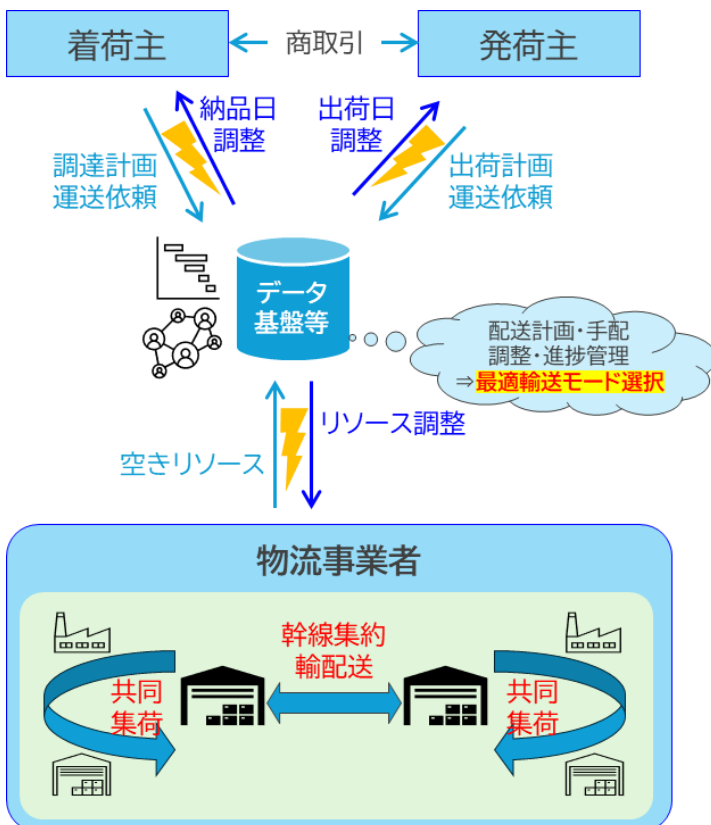 着荷主
商取引
発荷主
納品日
調整
出荷日
調整
調達計画
運送依頼
出荷計画
運送依頼
データ
基盤等
配送計画・手配
調整・進捗管理
⇒最適輸送モード選択
空きリソース
リソース調整
物流事業者
幹線集約
輸配送
共同
集荷
共同
集荷